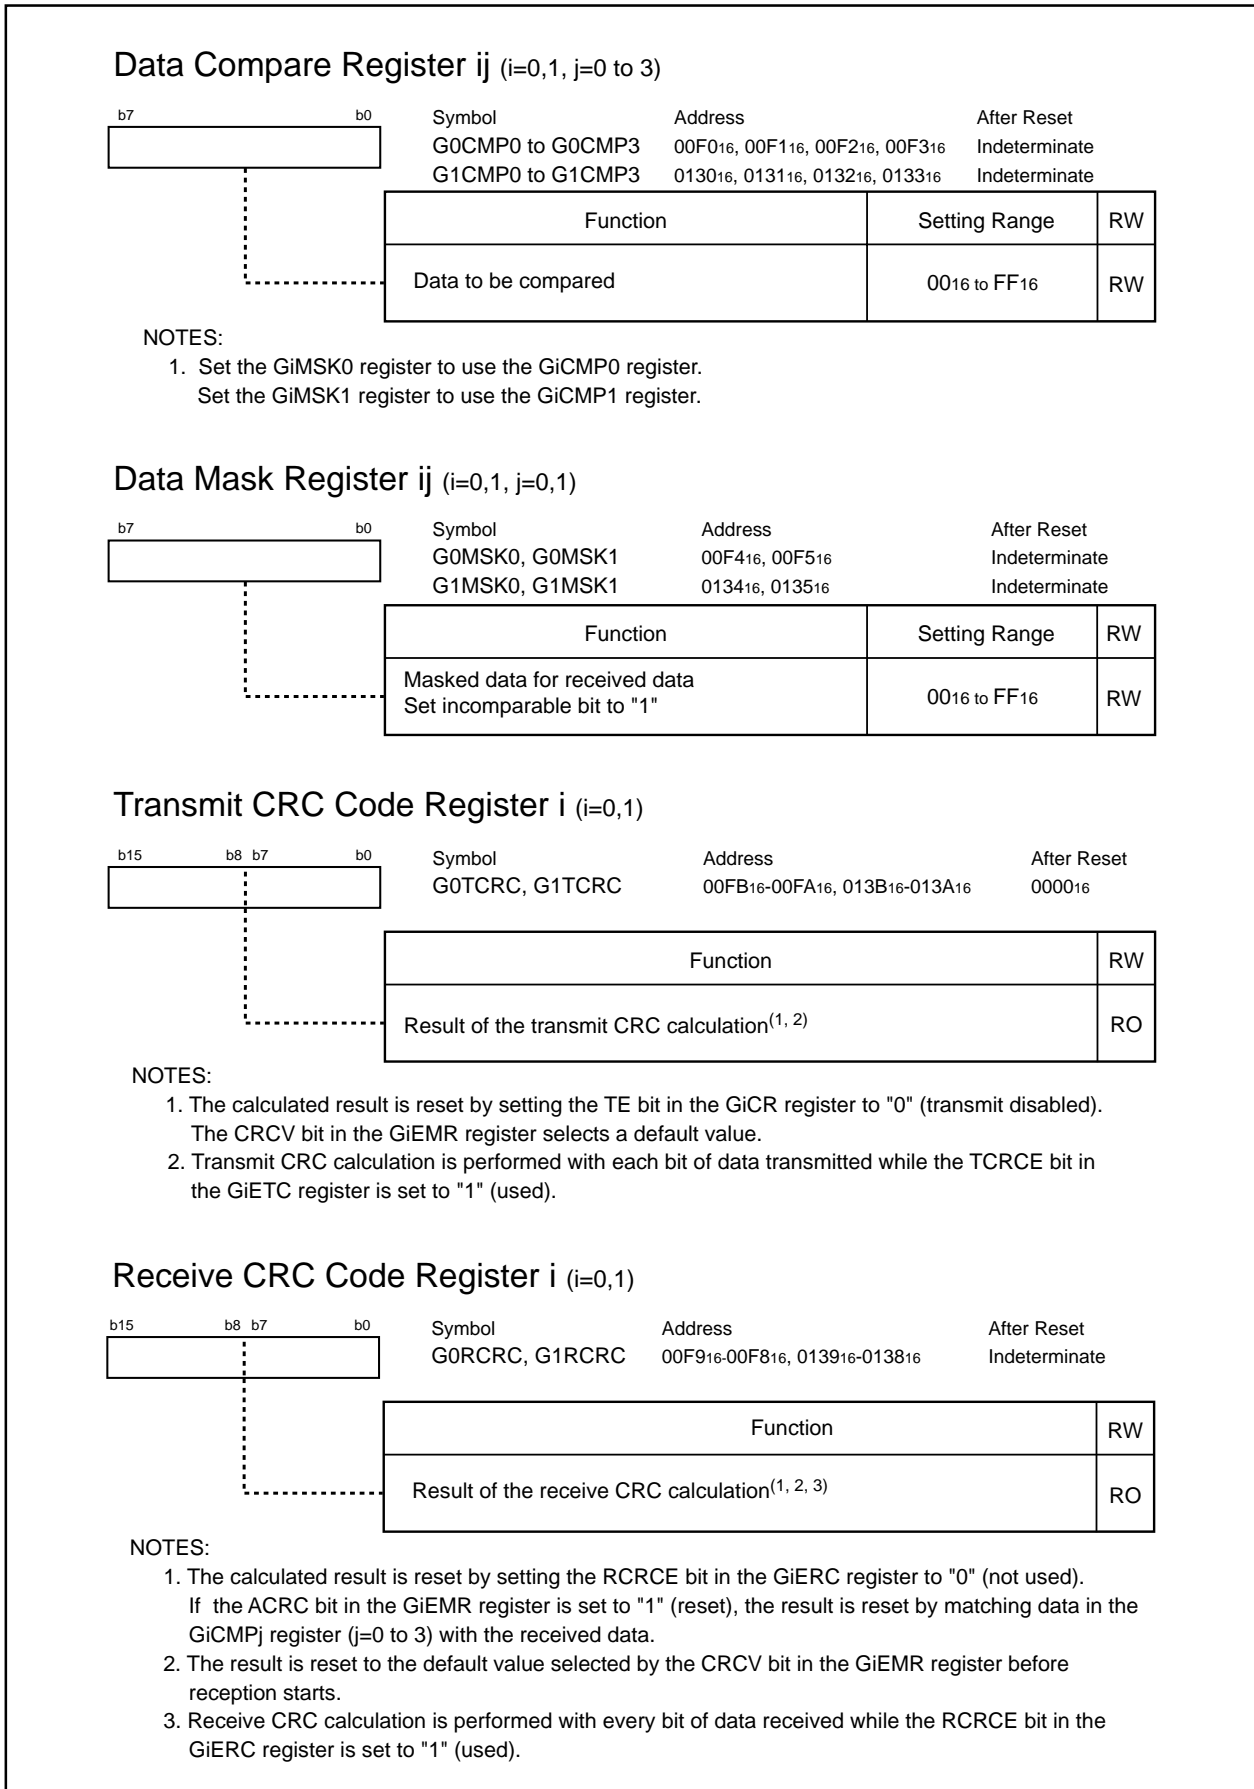 Data Compare Register ij (i=0,1, j=0 to 3)
b7 b0 Symbol Address After Reset
G0CMP0 to G0CMP3 00F016, 00F116, 00F216, 00F316 Indeterminate
G1CMP0 to G1CMP3 013016, 013116, 013216, 013316 Indeterminate
Function Setting Range RW
Data to be compared 0016 to FF16 RW
NOTES:
1. Set the GiMSK0 register to use the GiCMP0 register.
Set the GiMSK1 register to use the GiCMP1 register.
Data Mask Register ij (i=0,1, j=0,1)
b7 b0 Symbol Address After Reset
G0MSK0, G0MSK1 00F416, 00F516 Indeterminate
G1MSK0, G1MSK1 013416, 013516 Indeterminate
Function Setting Range RW
Masked data for received data
Set incomparable bit to "1" 0016 to FF16 RW
Transmit CRC Code Register i (i=0,1)
b15 b8 b7 b0 Symbol Address After Reset
G0TCRC, G1TCRC 00FB16-00FA16, 013B16-013A16 000016
Function RW
Result of the transmit CRC calculation(1, 2) RO
NOTES:
1. The calculated result is reset by setting the TE bit in the GiCR register to "0" (transmit disabled).
The CRCV bit in the GiEMR register selects a default value.
2. Transmit CRC calculation is performed with each bit of data transmitted while the TCRCE bit in
the GiETC register is set to "1" (used).
Receive CRC Code Register i (i=0,1)
b15 b8 b7 b0 Symbol Address After Reset
G0RCRC, G1RCRC 00F916-00F816, 013916-013816 Indeterminate
Function RW
Result of the receive CRC calculation(1, 2, 3) RO
NOTES:
1. The calculated result is reset by setting the RCRCE bit in the GiERC register to "0" (not used).
If the ACRC bit in the GiEMR register is set to "1" (reset), the result is reset by matching data in the
GiCMPj register (j=0 to 3) with the received data.
2. The result is reset to the default value selected by the CRCV bit in the GiEMR register before
reception starts.
3. Receive CRC calculation is performed with every bit of data received while the RCRCE bit in the
GiERC register is set to "1" (used).